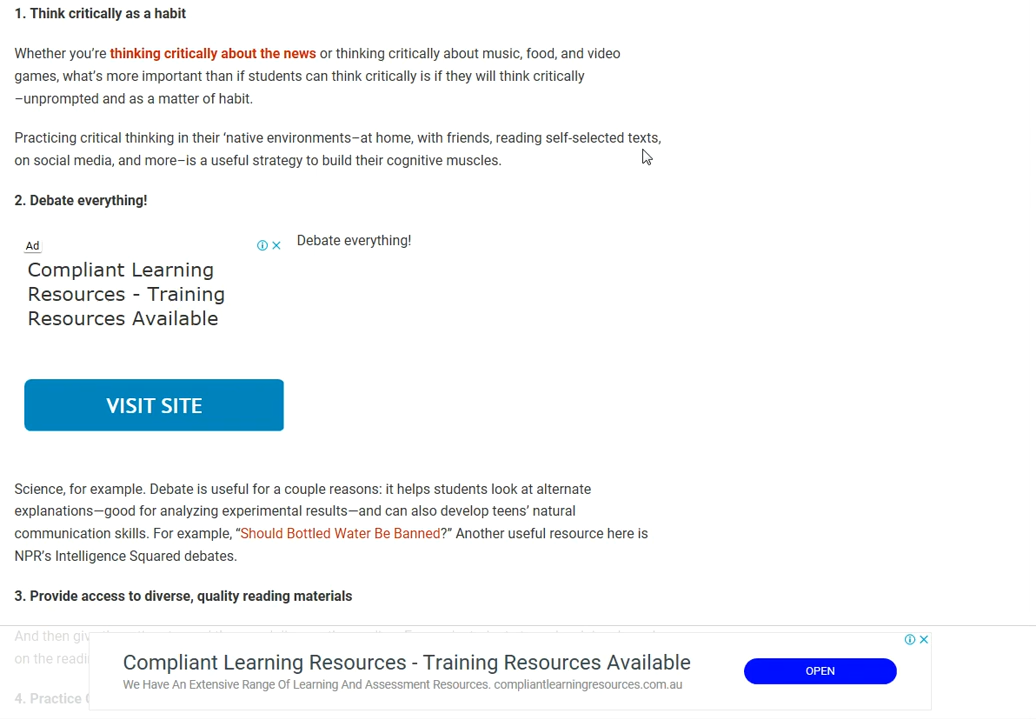 1. Think critically as a habit
Whether you're thinking critically about the news or thinking critically about music, food, and video
games, what's more important than if students can think critically is if they will think critically
–unprompted and as a matter of habit.
Practicing critical thinking in their 'native environments–at home, with friends, reading self-selected texts,
on social media, and more–is a useful strategy to build their cognitive muscles.
2. Debate everything!
Ad
Compliant Learning
Resources - Training
Resources Available
VISIT SITE
Debate everything!
Science, for example. Debate is useful for a couple reasons: it helps students look at alternate
explanations—good for analyzing experimental results—and can also develop teens' natural
communication skills. For example, “Should Bottled Water Be Banned?” Another useful resource here is
NPR's Intelligence Squared debates.
3. Provide access to diverse, quality reading materials
And then
on the
4. Practice
Compliant Learning Resources - Training Resources Available
We Have An Extensive Range Of Learning And Assessment Resources. compliantlearningresources.com.au
OPEN